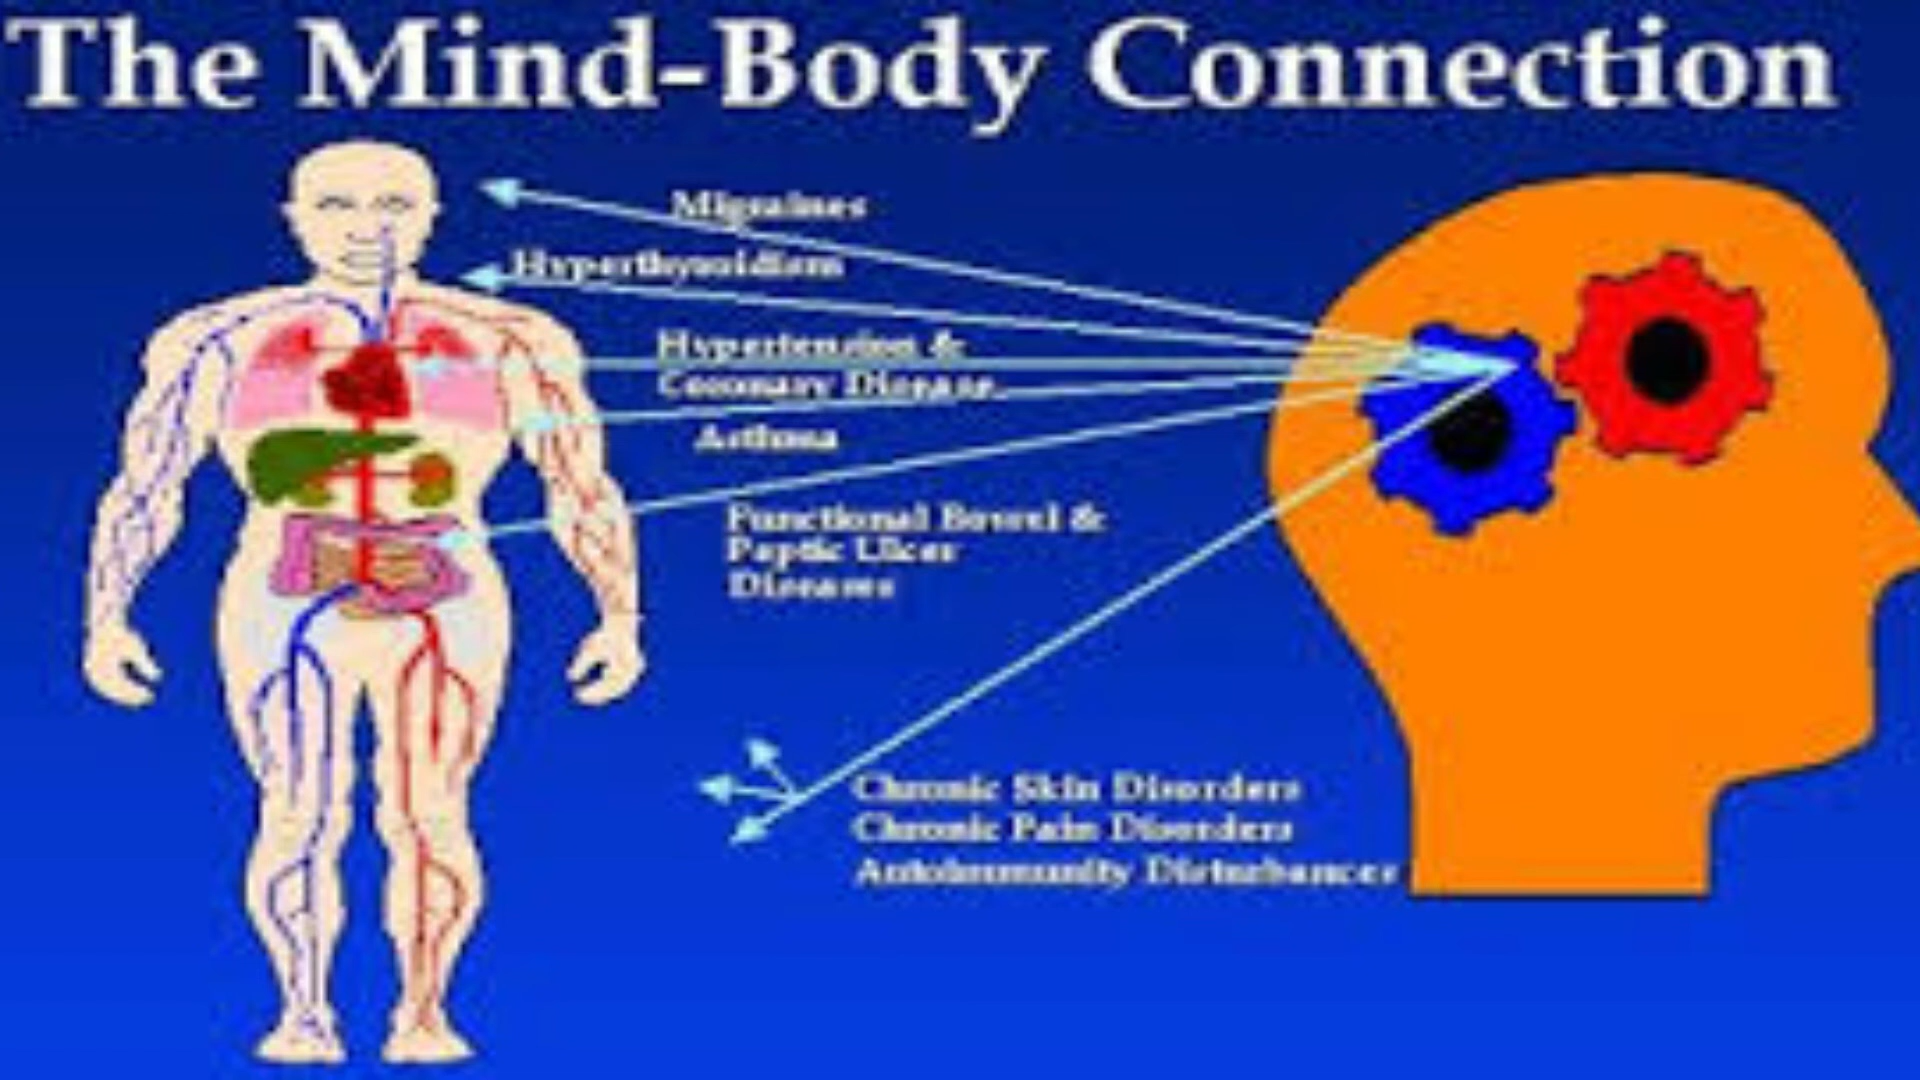 The Mind-Body Connection
Migraines
Hyperthyroidism
Hypertension &
Coronary Disease
Asthma
Functional Bowel &
Peptic Ulcer
Diseases
Chronic Skin Disorders
Chronic Pain Disorders
Autoimmunity Disturbances